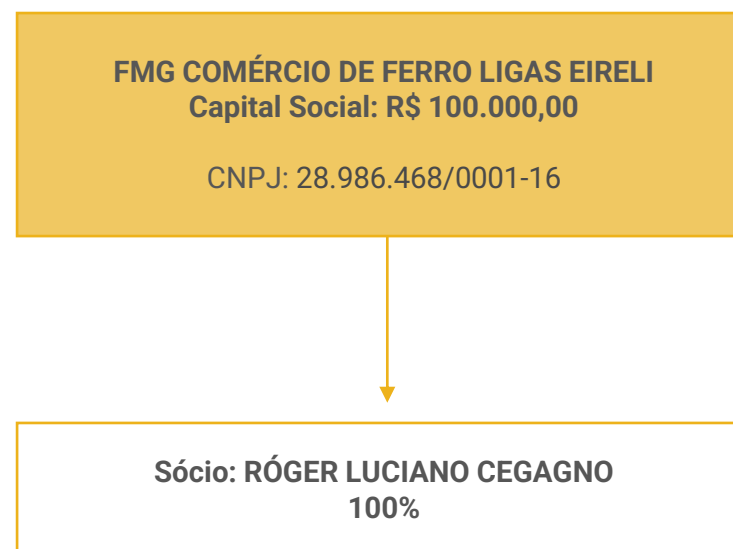 FMG COMÉRCIO DE FERRO LIGAS EIRELI
Capital Social: R$ 100.000,00
CNPJ: 28.986.468/0001-16
Sócio: RÓGER LUCIANO CEGAGNO
100%